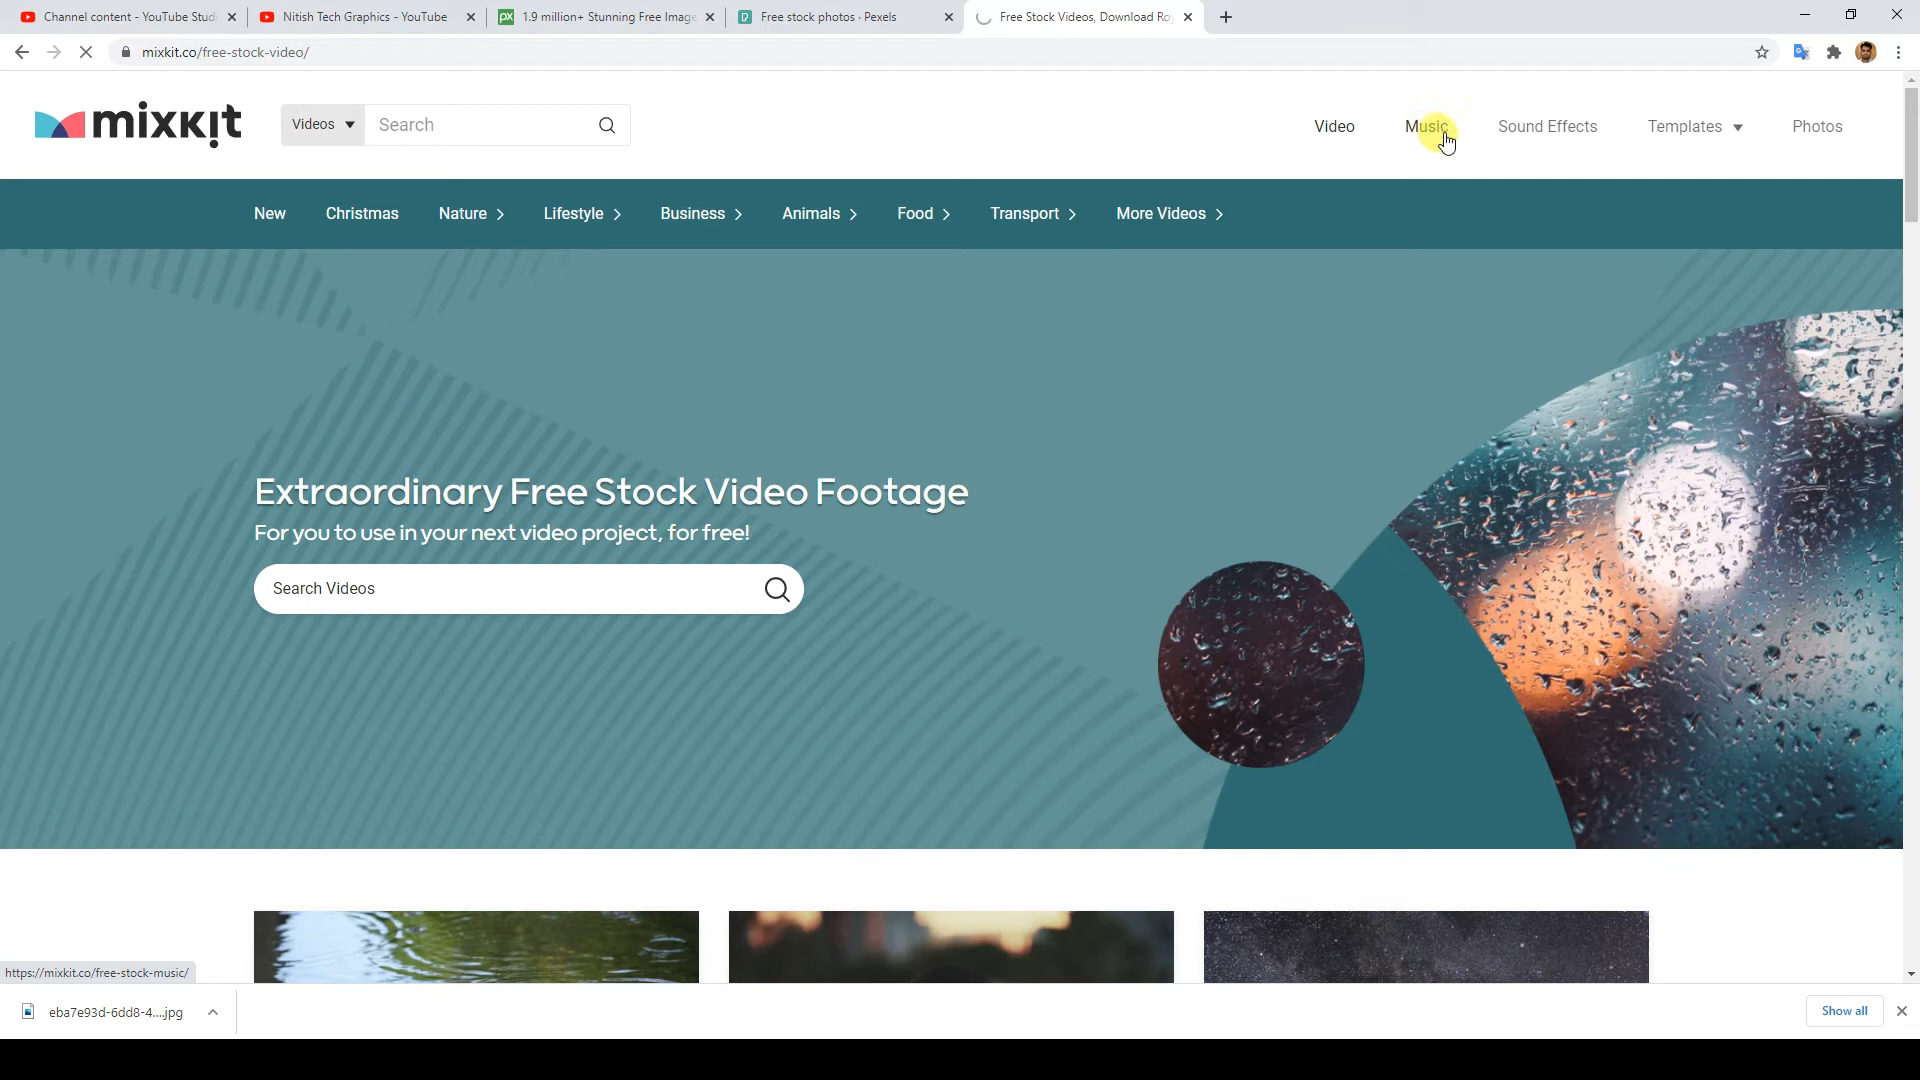 Channel content - YouTube Stud
Nitish Tech Graphics - YouTube
px 1.9 million+ Stunning Free Image
Free stock photos · Pexels
Free Stock Videos, Download Ro
mixkit.co/free-stock-video/
mixkit
Videos
Search
Video
Music
Sound Effects
Templates
Photos
New
Christmas
Nature
Lifestyle
Business
Animals
Food
Transport
More Videos
Extraordinary Free Stock Video Footage
For you to use in your next video project, for free!
Search Videos
https://mixkit.co/free-stock-music/
eba7e93d-6dd8-4....jpg
Show all